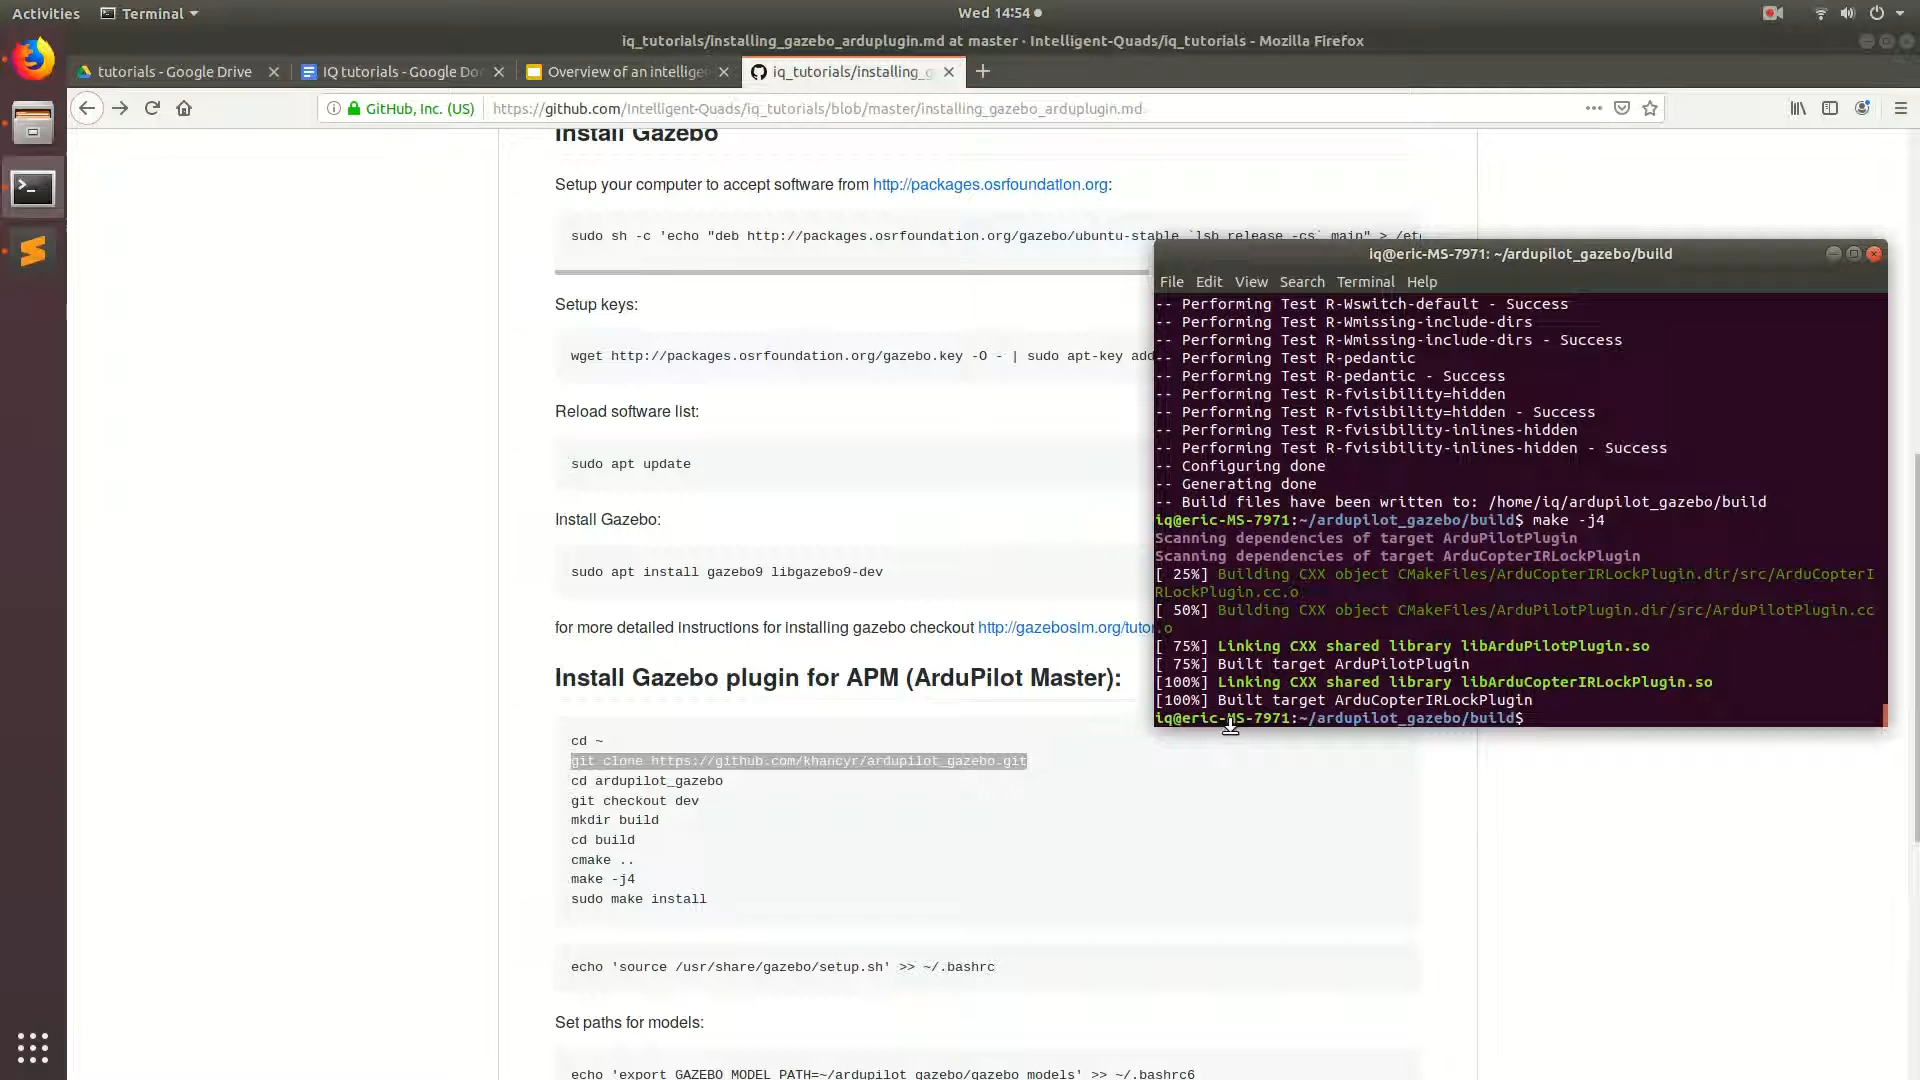 Activities
Terminal
Wed 14:54
iq_tutorials/installing_gazebo_arduplugin.md at master · Intelligent-Quads/iq_tutorials - Mozilla Firefox
tutorials - Google Drive
IQ tutorials - Google Do
Overview of an intellige
iq_tutorials/installing_g
GitHub, Inc. (US)
https://github.com/Intelligent-Quads/iq_tutorials/blob/master/installing_gazebo_arduplugin.md
Install Gazebo
Setup your computer to accept software from http://packages.osrfoundation.org:
sudo sh -c 'echo "deb http://packages.osrfoundation.org/gazebo/ubuntu-stable `lsb_release -cs` main" > /et
Setup keys:
wget http://packages.osrfoundation.org/gazebo.key -O - | sudo apt-key add
Reload software list:
sudo apt update
Install Gazebo:
sudo apt install gazebo9 libgazebo9-dev
for more detailed instructions for installing gazebo checkout http://gazebosim.org/tutor
Install Gazebo plugin for APM (ArduPilot Master):
cd ~
git clone https://github.com/khancyr/ardupilot_gazebo.git
cd ardupilot_gazebo
git checkout dev
mkdir build
cd build
cmake ..
make -j4
sudo make install
echo 'source /usr/share/gazebo/setup.sh' >> ~/.bashrc
Set paths for models:
echo 'export GAZEBO_MODEL_PATH=~/ardupilot_gazebo/gazebo_models' >> ~/.bashrc6
iq@eric-MS-7971: ~/ardupilot_gazebo/build
File Edit View Search Terminal Help
-- Performing Test R-Wswitch-default - Success
-- Performing Test R-Wmissing-include-dirs
-- Performing Test R-Wmissing-include-dirs - Success
-- Performing Test R-pedantic
-- Performing Test R-pedantic - Success
-- Performing Test R-fvisibility=hidden
-- Performing Test R-fvisibility=hidden - Success
-- Performing Test R-fvisibility-inlines-hidden
-- Performing Test R-fvisibility-inlines-hidden - Success
-- Configuring done
-- Generating done
-- Build files have been written to: /home/iq/ardupilot_gazebo/build
iq@eric-MS-7971:~/ardupilot_gazebo/build$ make -j4
Scanning dependencies of target ArduPilotPlugin
Scanning dependencies of target ArduCopterIRLockPlugin
[ 25%] Building CXX object CMakeFiles/ArduCopterIRLockPlugin.dir/src/ArduCopterI
RLockPlugin.cc.o
[ 50%] Building CXX object CMakeFiles/ArduPilotPlugin.dir/src/ArduPilotPlugin.cc
.o
[ 75%] Linking CXX shared library libArduPilotPlugin.so
[ 75%] Built target ArduPilotPlugin
[100%] Linking CXX shared library libArduCopterIRLockPlugin.so
[100%] Built target ArduCopterIRLockPlugin
iq@eric-MS-7971:~/ardupilot_gazebo/build$